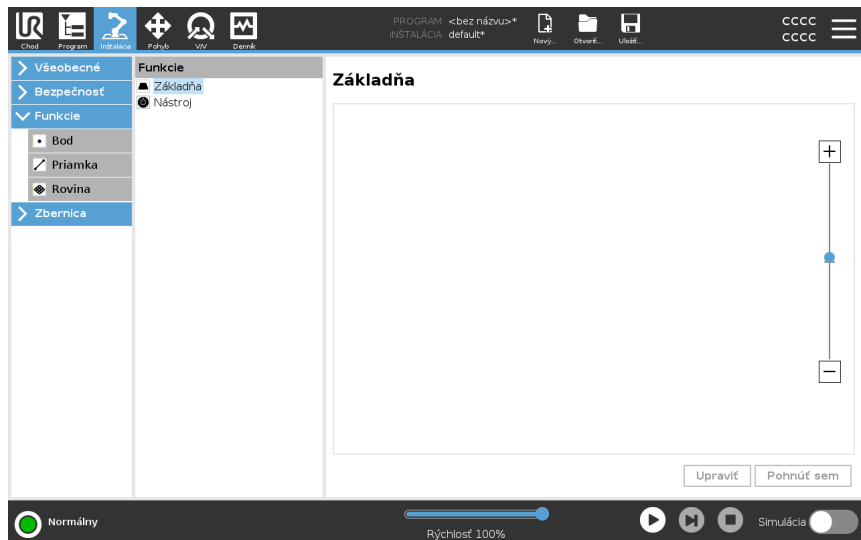 PROGRAM <bez názvu>*
INŠTALÁCIA default*
Chod
Program
Inštalácia
Pohyb
V/V
Denník
Nový...
Otvoriť...
Uložiť...
CCCC
CCCC
Všeobecné
Bezpečnosť
Funkcie
Bod
Priamka
Rovina
Zbernica
Funkcie
Základňa
Nástroj
Základňa
Upraviť
Pohnúť sem
Normálny
Rýchlosť 100%
Simulácia